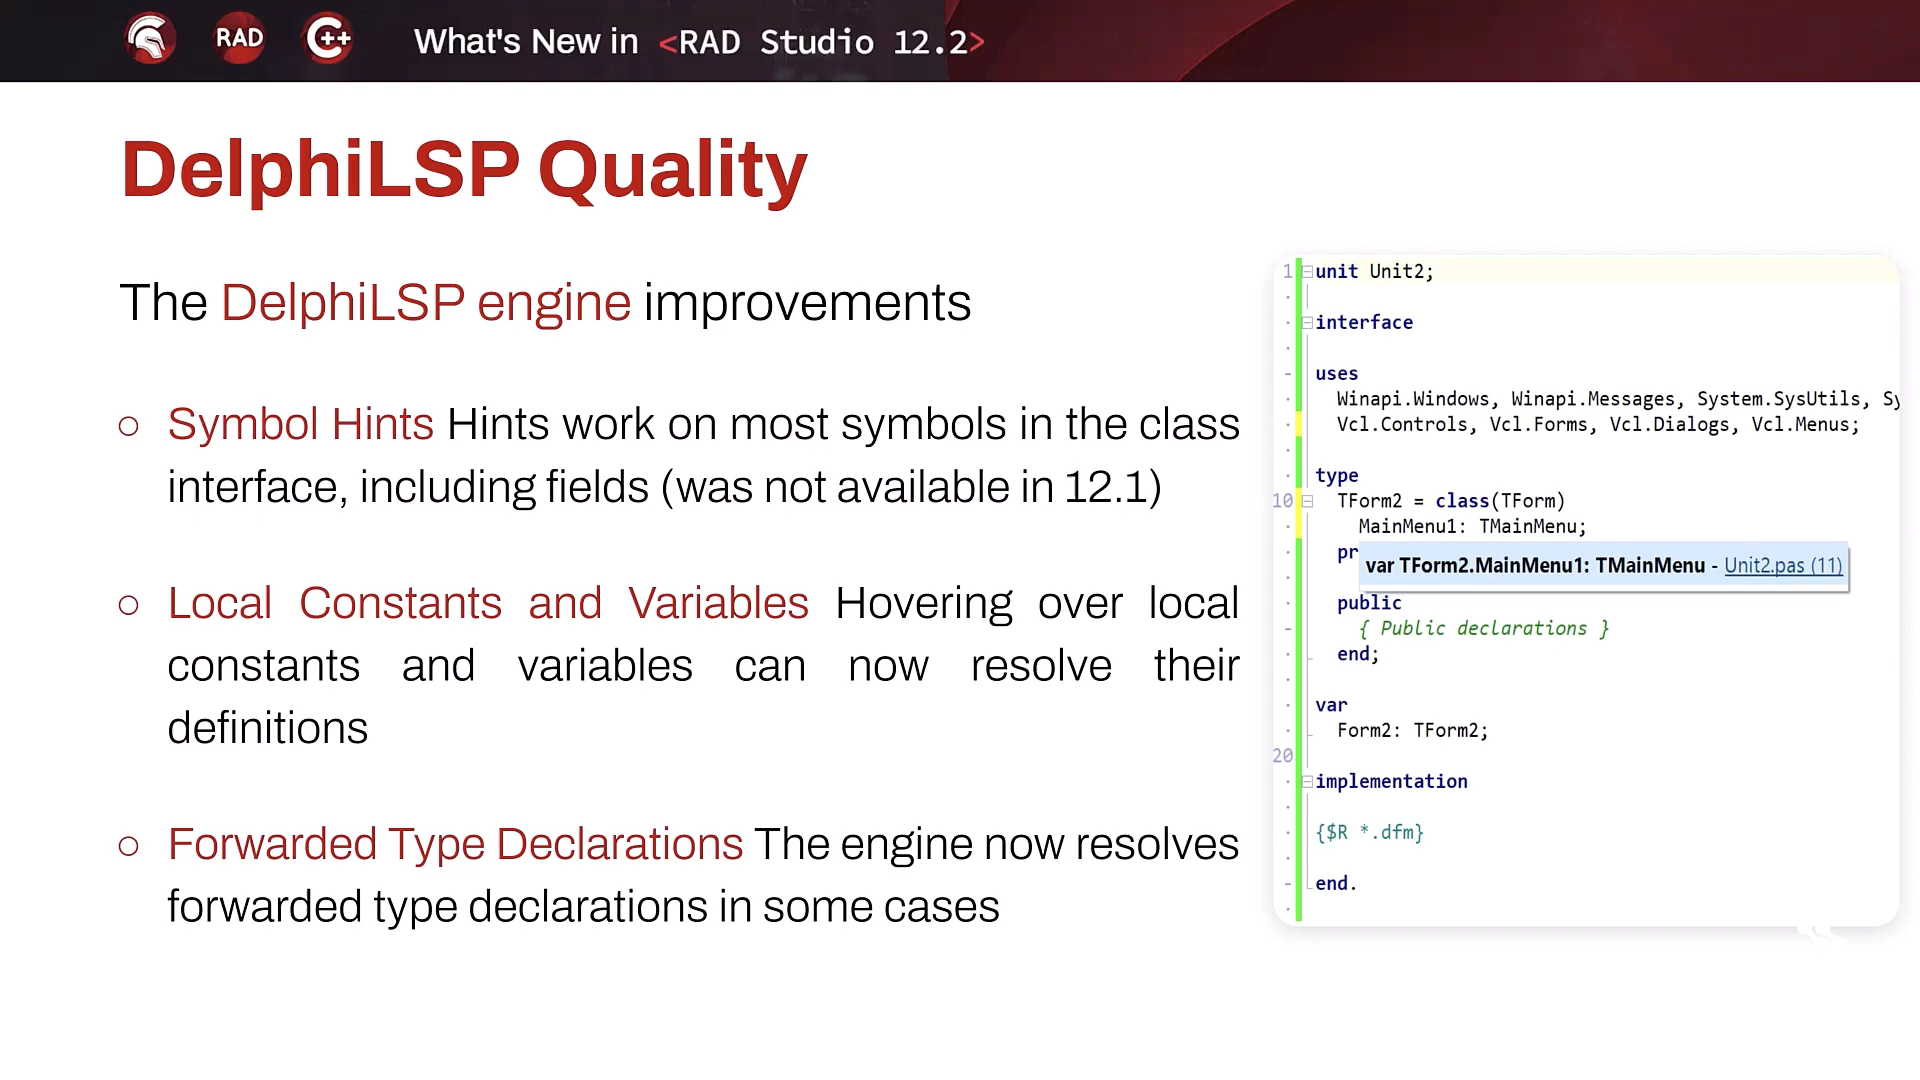 RAD C++ What's New in <RAD Studio 12.2>
DelphiLSP Quality
The DelphiLSP engine improvements
○ Symbol Hints Hints work on most symbols in the class
interface, including fields (was not available in 12.1)
○ Local Constants and Variables Hovering over local
constants and variables can now resolve their
definitions
○ Forwarded Type Declarations The engine now resolves
forwarded type declarations in some cases
1 unit Unit2;
interface
uses
Winapi.Windows, Winapi.Messages, System.SysUtils, Sy
Vcl.Controls, Vcl.Forms, Vcl.Dialogs, Vcl.Menus;
type
10 TForm2 = class(TForm)
MainMenu1: TMainMenu;
pr
var TForm2.MainMenu1: TMainMenu - Unit2.pas (11)
public
{ Public declarations }
end;
var
Form2: TForm2;
20
implementation
{$R *.dfm}
end.